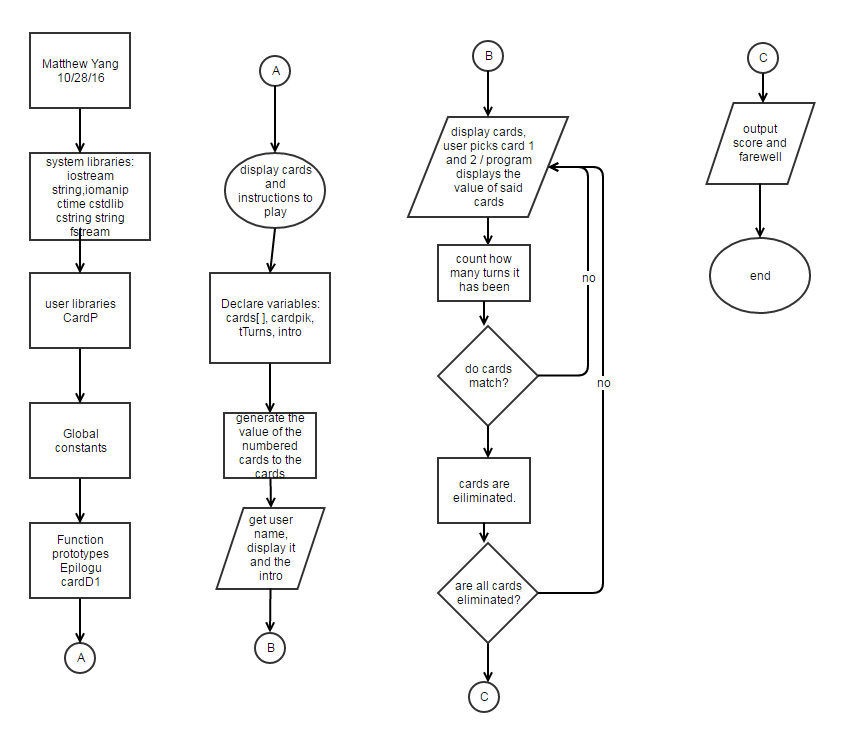 Matthew Yang
10/28/16
system libraries:
iostream
string,iomanip
ctime cstdlib
cstring string
fstream
user libraries
CardP
Global
constants
Function
prototypes
Epilogu
cardD1
A
A
display cards
and
instructions to
play
Declare variables:
cards[ ], cardpik,
tTurns, intro
generate the
value of the
numbered
cards to the
cards
get user
name,
display it
and the
intro
B
B
display cards,
user picks card 1
and 2 / program
displays the
value of said
cards
count how
many turns it
has been
no
do cards
match?
no
cards are
eiliminated.
are all cards
eliminated?
C
C
output
score and
farewell
end